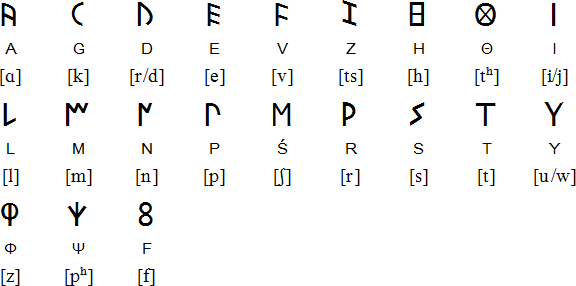 𐌀 𐌂 𐌃 𐌄 𐌅 𐌆 𐌇 𐌈 𐌉
A G D E V Z H Θ I
[ɑ] [k] [r/d] [e] [v] [ts] [h] [tʰ] [i/j]
𐌋 𐌌 𐌍 𐌐 𐌑 𐌓 𐌔 𐌕 𐌖
L M N P Ś R S T Y
[l] [m] [n] [p] [ʃ] [r] [s] [t] [u/w]
𐌘 𐌙 𐌚
Φ Ψ F
[z] [pʰ] [f]